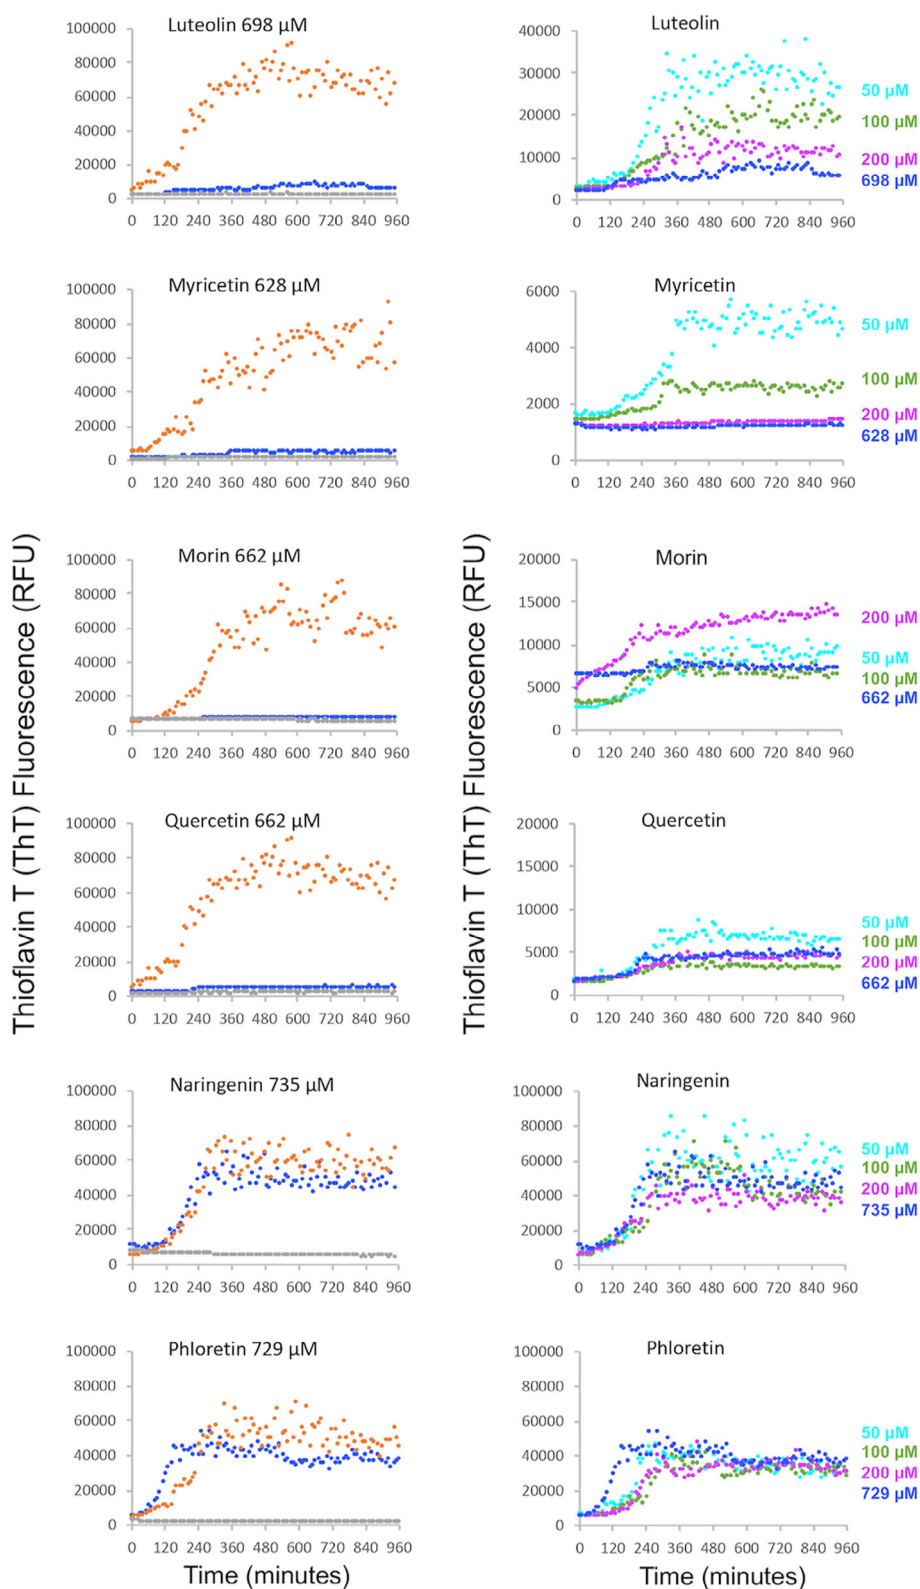 Luteolin 698 µM
100000
80000
60000
40000
20000
0
0 120 240 360 480 600 720 840 960
Luteolin
40000
30000
20000
10000
0
0 120 240 360 480 600 720 840 960
50 µM
100 µM
200 µM
698 µM
Myricetin 628 µM
100000
80000
60000
40000
20000
0
0 120 240 360 480 600 720 840 960
Myricetin
6000
4000
2000
0
0 120 240 360 480 600 720 840 960
50 µM
100 µM
200 µM
628 µM
Thioflavin T (ThT) Fluorescence (RFU)
Morin 662 µM
100000
80000
60000
40000
20000
0
0 120 240 360 480 600 720 840 960
Thioflavin T (ThT) Fluorescence (RFU)
Morin
20000
15000
10000
5000
0
0 120 240 360 480 600 720 840 960
200 µM
50 µM
100 µM
662 µM
Quercetin 662 µM
100000
80000
60000
40000
20000
0
0 120 240 360 480 600 720 840 960
Quercetin
20000
15000
10000
5000
0
0 120 240 360 480 600 720 840 960
50 µM
100 µM
200 µM
662 µM
Naringenin 735 µM
100000
80000
60000
40000
20000
0
0 120 240 360 480 600 720 840 960
Naringenin
100000
80000
60000
40000
20000
0
0 120 240 360 480 600 720 840 960
50 µM
100 µM
200 µM
735 µM
Phloretin 729 µM
100000
80000
60000
40000
20000
0
0 120 240 360 480 600 720 840 960
Time (minutes)
Phloretin
100000
80000
60000
40000
20000
0
0 120 240 360 480 600 720 840 960
50 µM
100 µM
200 µM
729 µM
Time (minutes)